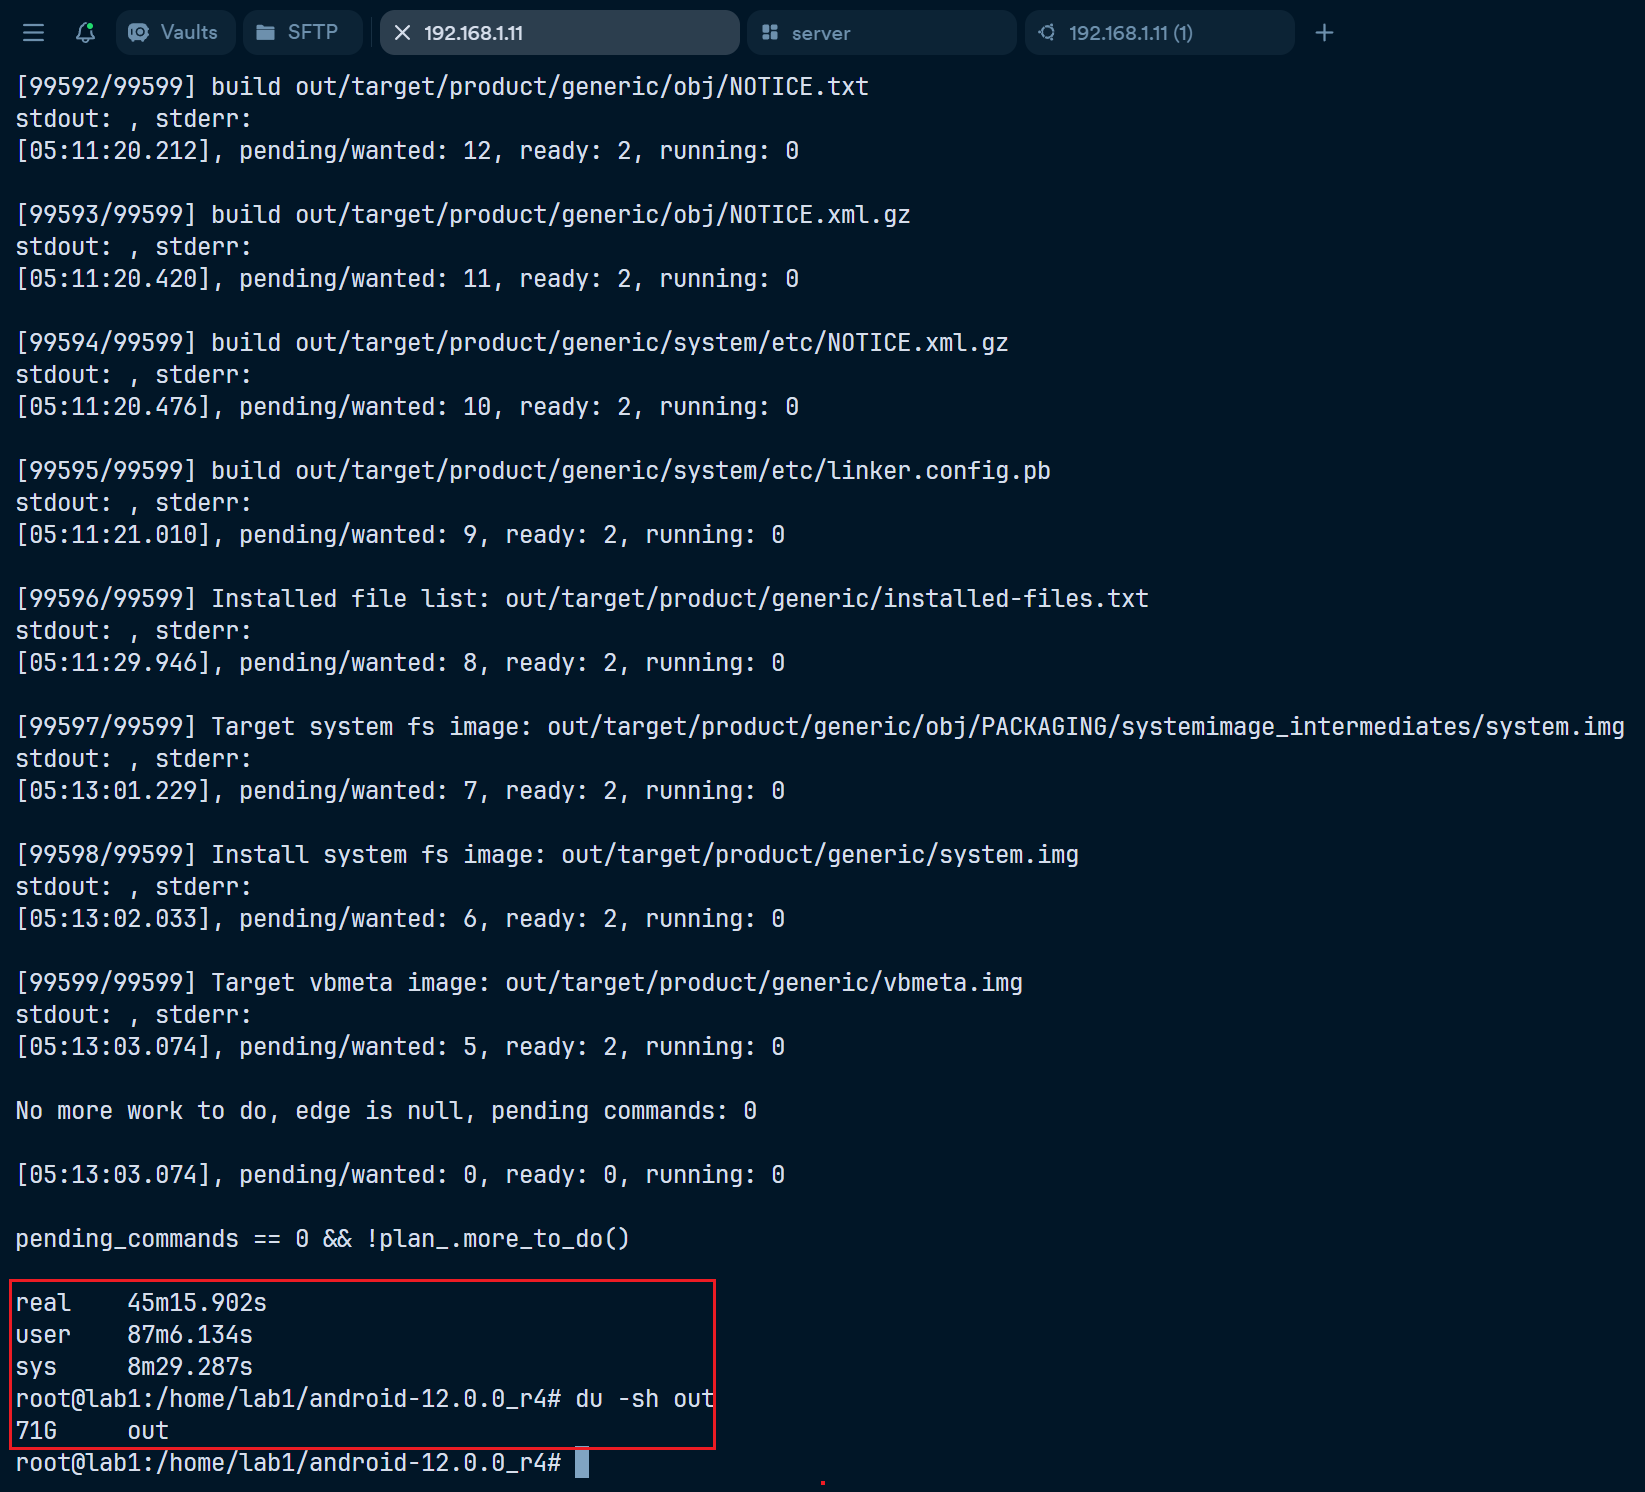 Vaults SFTP 192.168.1.11 server 192.168.1.11 (1)
[99592/99599] build out/target/product/generic/obj/NOTICE.txt
stdout: , stderr:
[05:11:20.212], pending/wanted: 12, ready: 2, running: 0
[99593/99599] build out/target/product/generic/obj/NOTICE.xml.gz
stdout: , stderr:
[05:11:20.420], pending/wanted: 11, ready: 2, running: 0
[99594/99599] build out/target/product/generic/system/etc/NOTICE.xml.gz
stdout: , stderr:
[05:11:20.476], pending/wanted: 10, ready: 2, running: 0
[99595/99599] build out/target/product/generic/system/etc/linker.config.pb
stdout: , stderr:
[05:11:21.010], pending/wanted: 9, ready: 2, running: 0
[99596/99599] Installed file list: out/target/product/generic/installed-files.txt
stdout: , stderr:
[05:11:29.946], pending/wanted: 8, ready: 2, running: 0
[99597/99599] Target system fs image: out/target/product/generic/obj/PACKAGING/systemimage_intermediates/system.img
stdout: , stderr:
[05:13:01.229], pending/wanted: 7, ready: 2, running: 0
[99598/99599] Install system fs image: out/target/product/generic/system.img
stdout: , stderr:
[05:13:02.033], pending/wanted: 6, ready: 2, running: 0
[99599/99599] Target vbmeta image: out/target/product/generic/vbmeta.img
stdout: , stderr:
[05:13:03.074], pending/wanted: 5, ready: 2, running: 0
No more work to do, edge is null, pending commands: 0
[05:13:03.074], pending/wanted: 0, ready: 0, running: 0
pending_commands == 0 && !plan_.more_to_do()
real    45m15.902s
user    87m6.134s
sys     8m29.287s
root@lab1:/home/lab1/android-12.0.0_r4# du -sh out
71G     out
root@lab1:/home/lab1/android-12.0.0_r4#